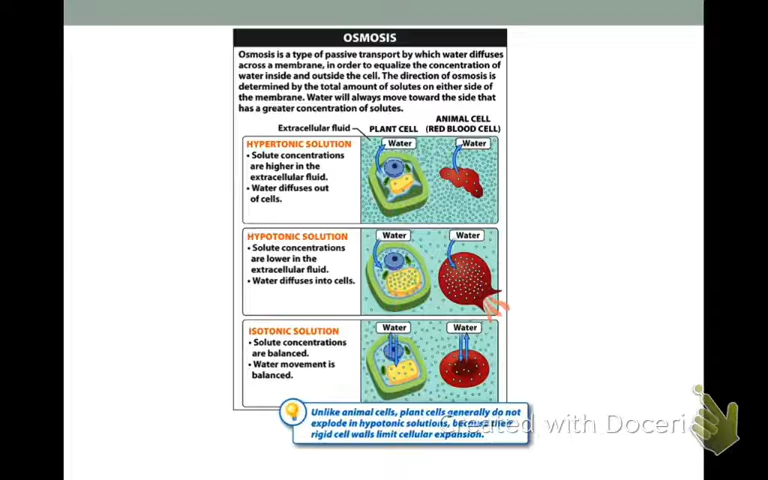 OSMOSIS
Osmosis is a type of passive transport by which water diffuses
across a membrane, in order to equalize the concentration of
water inside and outside the cell. The direction of osmosis is
determined by the total amount of solutes on either side of
the membrane. Water will always move toward the side that
has a greater concentration of solutes.
Extracellular fluid
PLANT CELL
ANIMAL CELL
(RED BLOOD CELL)
HYPERTONIC SOLUTION
• Solute concentrations
are higher in the
extracellular fluid.
• Water diffuses out
of cells.
Water
Water
HYPOTONIC SOLUTION
• Solute concentrations
are lower in the
extracellular fluid.
• Water diffuses into cells.
Water
Water
ISOTONIC SOLUTION
• Solute concentrations
are balanced.
• Water movement is
balanced.
Water
Water
Unlike animal cells, plant cells generally do not
explode in hypotonic solutions, because their
rigid cell walls limit cellular expansion.
Created with Doceri